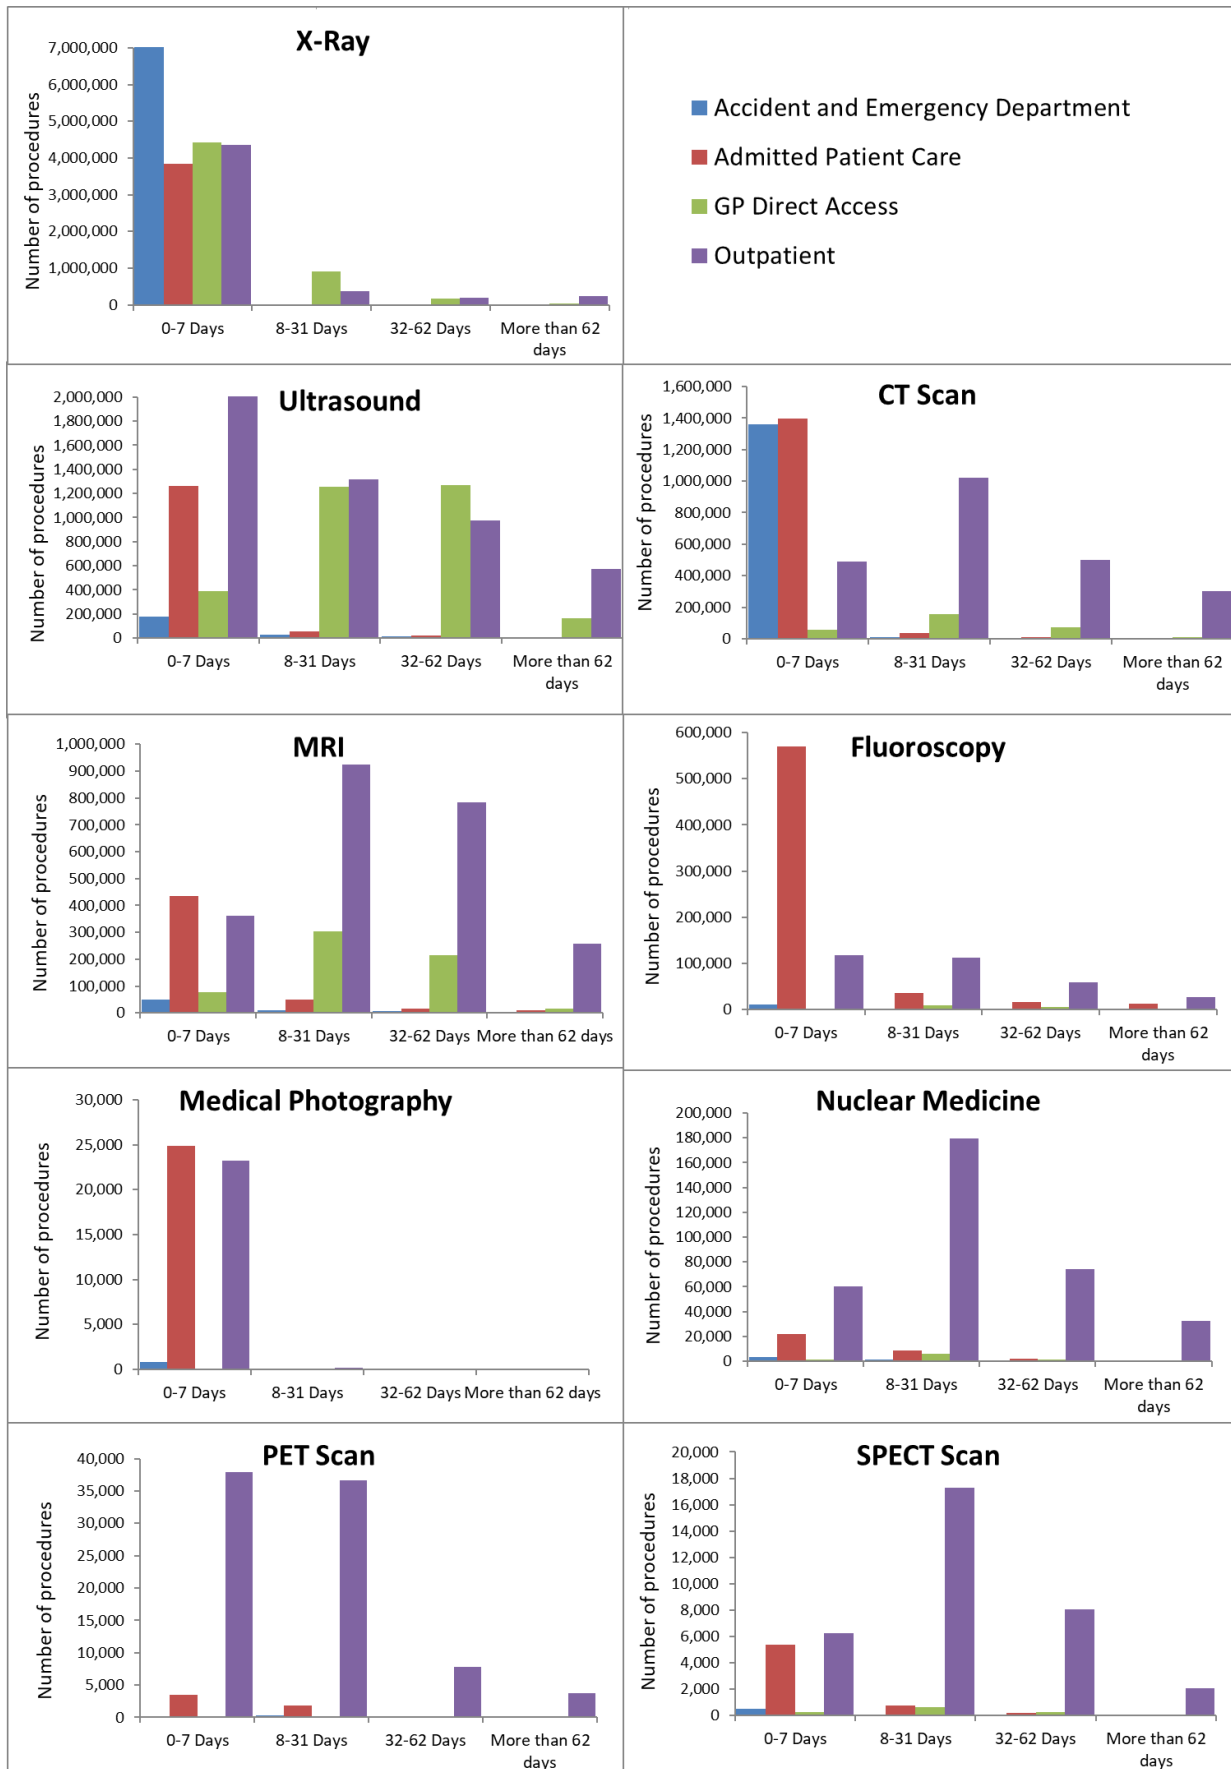 X-Ray
Number of procedures
7,000,000
6,000,000
5,000,000
4,000,000
3,000,000
2,000,000
1,000,000
0
0-7 Days
8-31 Days
32-62 Days
More than 62
days
Accident and Emergency Department
Admitted Patient Care
GP Direct Access
Outpatient
Ultrasound
Number of procedures
2,000,000
1,800,000
1,600,000
1,400,000
1,200,000
1,000,000
800,000
600,000
400,000
200,000
0
0-7 Days
8-31 Days
32-62 Days
More than 62
days
CT Scan
Number of procedures
1,600,000
1,400,000
1,200,000
1,000,000
800,000
600,000
400,000
200,000
0
0-7 Days
8-31 Days
32-62 Days
More than 62
days
MRI
Number of procedures
1,000,000
900,000
800,000
700,000
600,000
500,000
400,000
300,000
200,000
100,000
0
0-7 Days
8-31 Days
32-62 Days
More than 62 days
Fluoroscopy
Number of procedures
600,000
500,000
400,000
300,000
200,000
100,000
0
0-7 Days
8-31 Days
32-62 Days
More than 62
days
Medical Photography
Number of procedures
30,000
25,000
20,000
15,000
10,000
5,000
0
0-7 Days
8-31 Days
32-62 Days
More than 62 days
Nuclear Medicine
Number of procedures
200,000
180,000
160,000
140,000
120,000
100,000
80,000
60,000
40,000
20,000
0
0-7 Days
8-31 Days
32-62 Days
More than 62
days
PET Scan
Number of procedures
40,000
35,000
30,000
25,000
20,000
15,000
10,000
5,000
0
0-7 Days
8-31 Days
32-62 Days
More than 62
days
SPECT Scan
Number of procedures
20,000
18,000
16,000
14,000
12,000
10,000
8,000
6,000
4,000
2,000
0
0-7 Days
8-31 Days
32-62 Days
More than 62
days